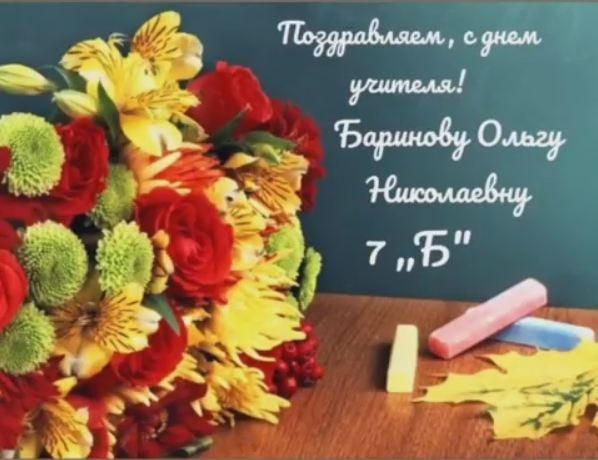 Поздравляем, с днем
учителя!
Баринову Ольгу
Николаевну
7 „Б"